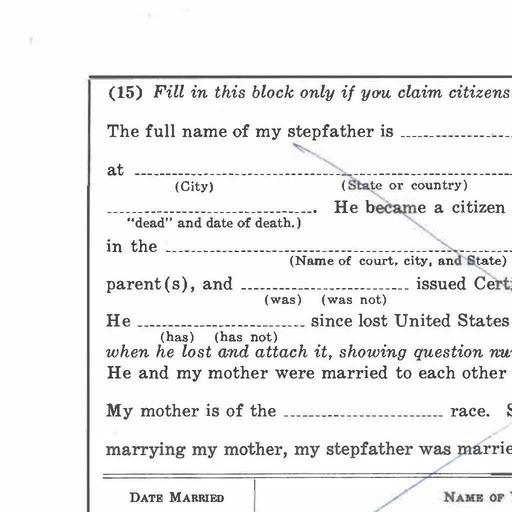 (15) Fill in this block only if you claim citizens
The full name of my stepfather is
at
(City) (State or country)
. He became a citizen
"dead" and date of death.)
in the
(Name of court, city, and State)
parent(s), and issued Certi
(was) (was not)
He since lost United States
(has) (has not)
when he lost and attach it, showing question nu
He and my mother were married to each other
My mother is of the race. S
marrying my mother, my stepfather was marrie
DATE MARRIED NAME OF